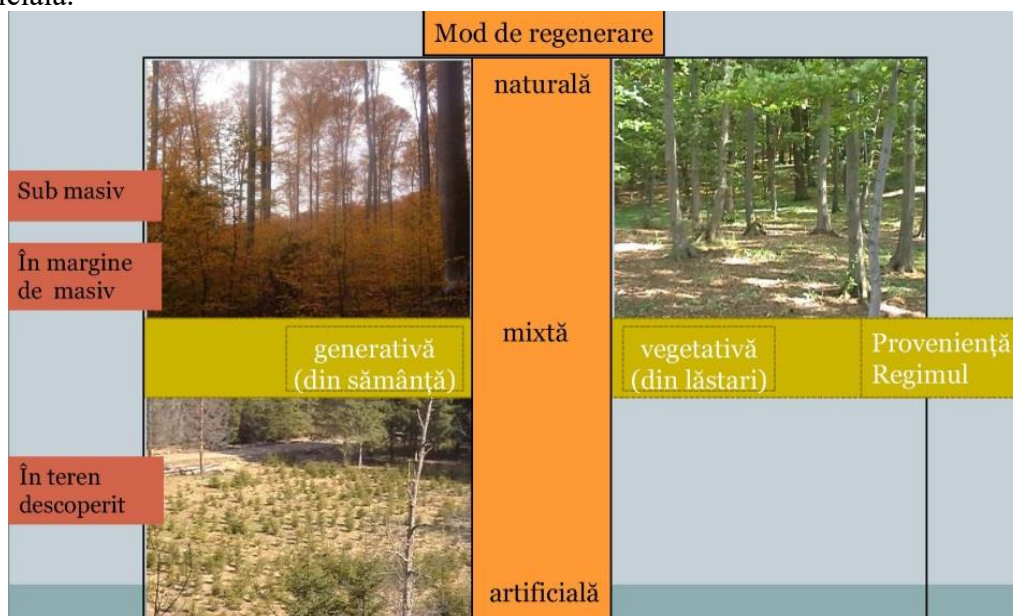 Mod de regenerare
naturală
Sub masiv
În margine
de masiv
mixtă
generativă
(din sămânță)
vegetativă
(din lăstari)
Proveniență
Regimul
În teren
descoperit
artificială